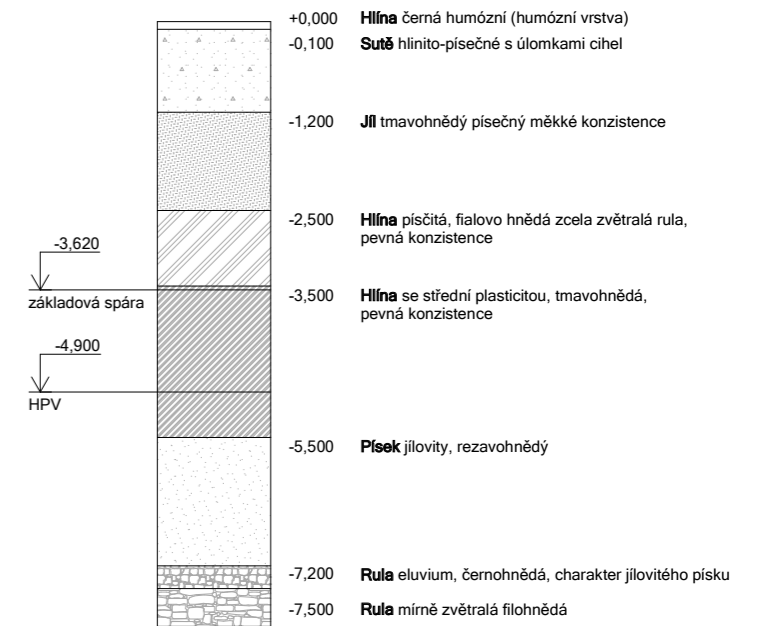 +0,000 Hlína černá humózní (humózní vrstva)
-0,100 Sutě hlinito-písečné s úlomkami cihel
-1,200 Jíl tmavohnědý písečný měkké konzistence
-2,500 Hlína písčitá, fialovo hnědá zcela zvětralá rula,
pevná konzistence
-3,620
základová spára
-3,500 Hlína se střední plasticitou, tmavohnědá,
pevná konzistence
-4,900
HPV
-5,500 Písek jílovity, rezavohnědý
-7,200 Rula eluvium, černohnědá, charakter jílovitého písku
-7,500 Rula mírně zvětralá filohnědá